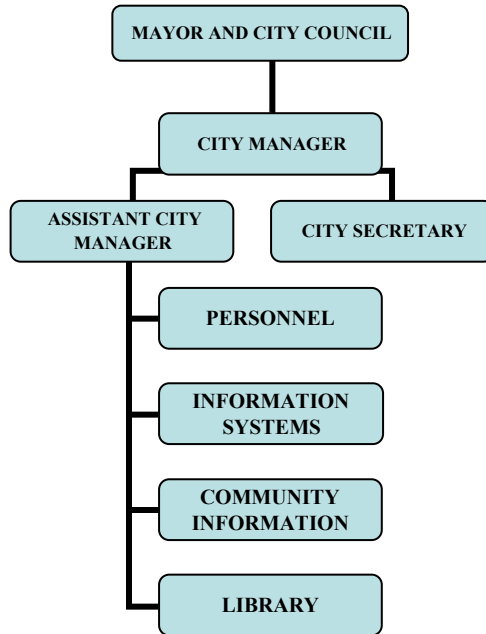 MAYOR AND CITY COUNCIL
CITY MANAGER
ASSISTANT CITY
MANAGER
CITY SECRETARY
PERSONNEL
INFORMATION
SYSTEMS
COMMUNITY
INFORMATION
LIBRARY